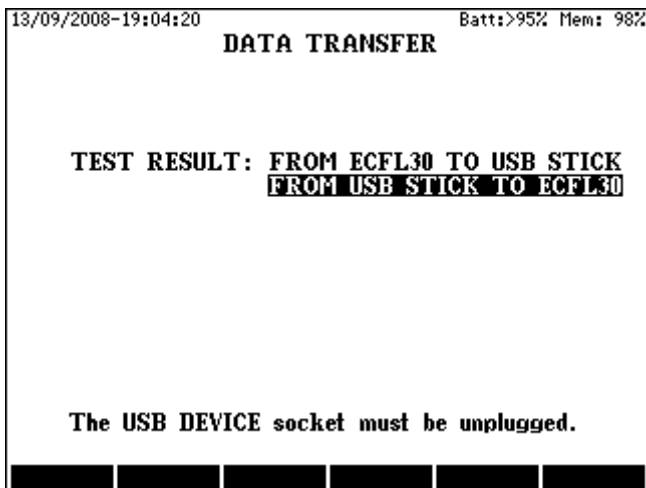 13/09/2008-19:04:20 Batt:>95% Mem: 98%
DATA TRANSFER
TEST RESULT: FROM ECFL30 TO USB STICK
FROM USB STICK TO ECFL30
The USB DEVICE socket must be unplugged.